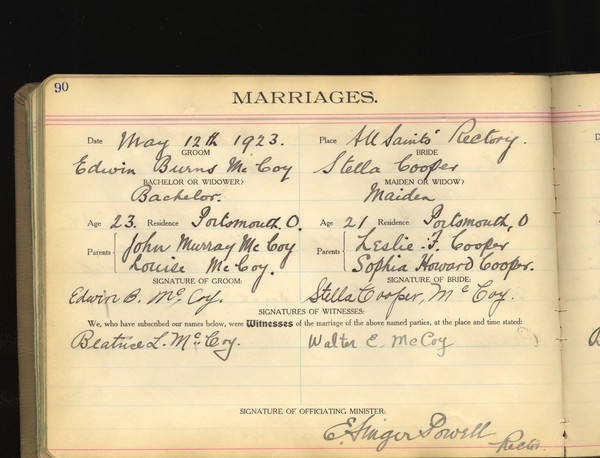 90
MARRIAGES.
Date May 12th 1923. Place All Saints' Rectory.
GROOM BRIDE
Edwin Burns McCoy Stella Cooper
BACHELOR OR WIDOWER? MAIDEN OR WIDOW?
Bachelor. Maiden
Age 23. Residence Portsmouth, O. Age 21 Residence Portsmouth, O
Parents John Murray McCoy Parents Leslie F. Cooper
Louise McCoy. Sophia Howard Cooper.
SIGNATURE OF GROOM: SIGNATURE OF BRIDE:
Edwin B. McCoy. Stella Cooper, McCoy.
SIGNATURES OF WITNESSES:
We, who have subscribed our names below, were Witnesses of the marriage of the above named parties, at the place and time stated:
Beatrice L. McCoy. Walter E. McCoy
SIGNATURE OF OFFICIATING MINISTER:
E. Ainger Powell
Rector.